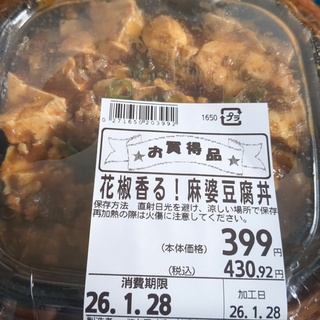 0271650203992
1650
プラ
お買得品
花椒香る！麻婆豆腐丼
保存方法 直射日光を避け、涼しい場所で保存
再加熱の際は火傷に注意してください。
(本体価格) 399円
(税込) 430.92円
消費期限 加工日
26.1.28 26.1.28